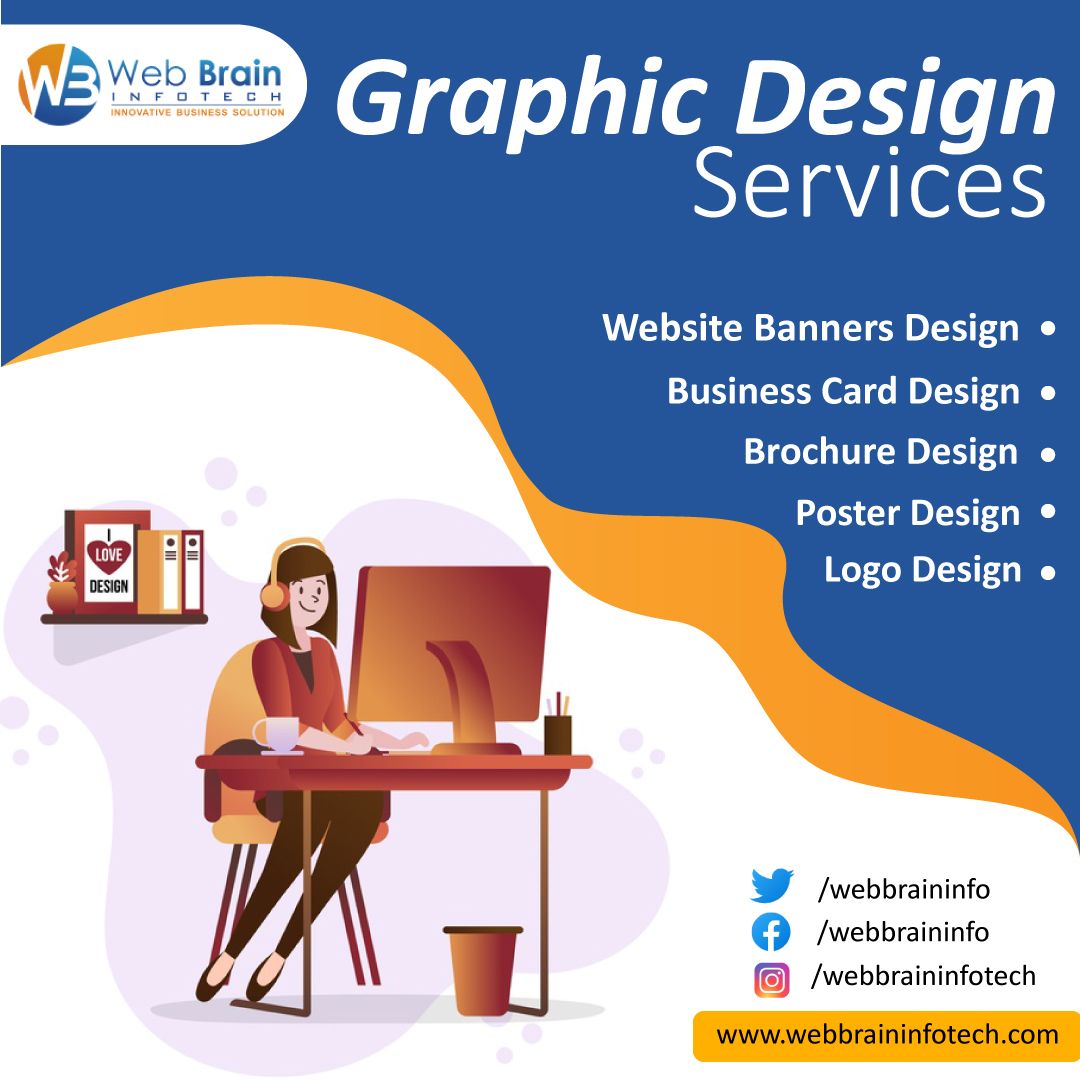 WB Web Brain
INFOTECH
INNOVATIVE BUSINESS SOLUTION
Graphic Design
Services
Website Banners Design •
Business Card Design •
Brochure Design •
Poster Design •
Logo Design •
I
LOVE
DESIGN
/webbraininfo
/webbraininfo
/webbraininfotech
www.webbraininfotech.com